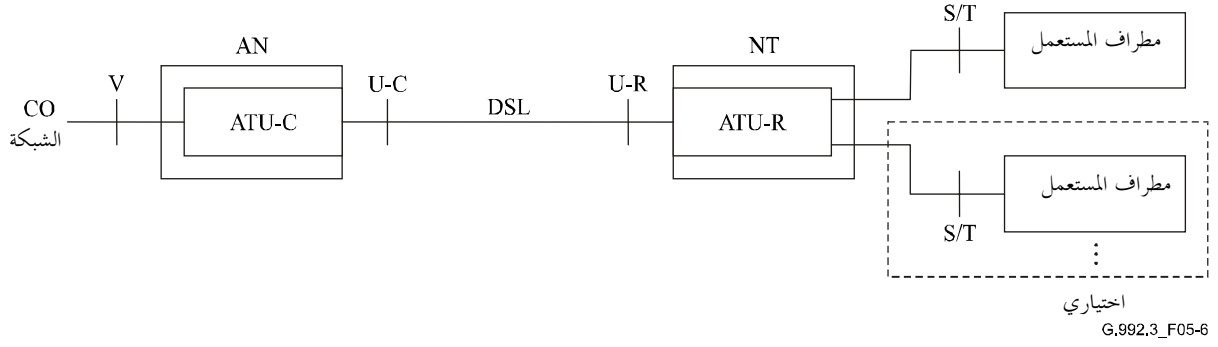 S/T
مطراف المستعمل
AN
NT
V
U-C
U-R
CO
الشبكة
ATU-C
DSL
ATU-R
مطراف المستعمل
S/T
⋮
اختياري
G.992.3_F05-6